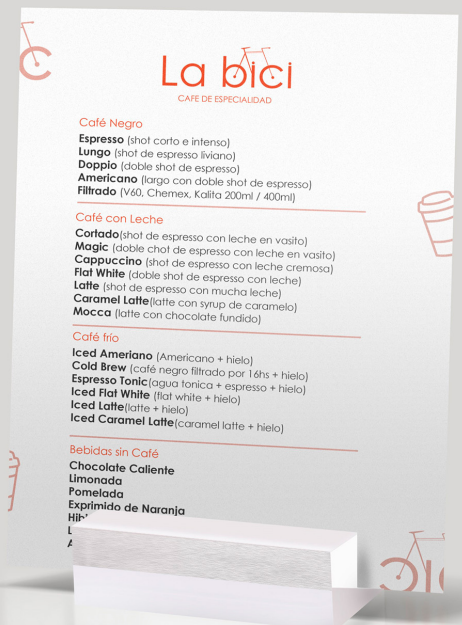 La bici
CAFE DE ESPECIALIDAD
Café Negro
Espresso (shot corto e intenso)
Lungo (shot de espresso liviano)
Doppio (doble shot de espresso)
Americano (largo con doble shot de espresso)
Filtrado (V60, Chemex, Kalita 200ml / 400ml)
Café con Leche
Cortado(shot de espresso con leche en vasito)
Magic (doble chot de espresso con leche en vasito)
Cappuccino (shot de espresso con leche cremosa)
Flat White (doble shot de espresso con leche)
Latte (shot de espresso con mucha leche)
Caramel Latte(latte con syrup de caramelo)
Mocca (latte con chocolate fundido)
Café frío
Iced Ameriano (Americano + hielo)
Cold Brew (café negro filtrado por 16hs + hielo)
Espresso Tonic(agua tonica + espresso + hielo)
Iced Flat White (flat white + hielo)
Iced Latte(latte + hielo)
Iced Caramel Latte(caramel latte + hielo)
Bebidas sin Café
Chocolate Caliente
Limonada
Pomelada
Exprimido de Naranja